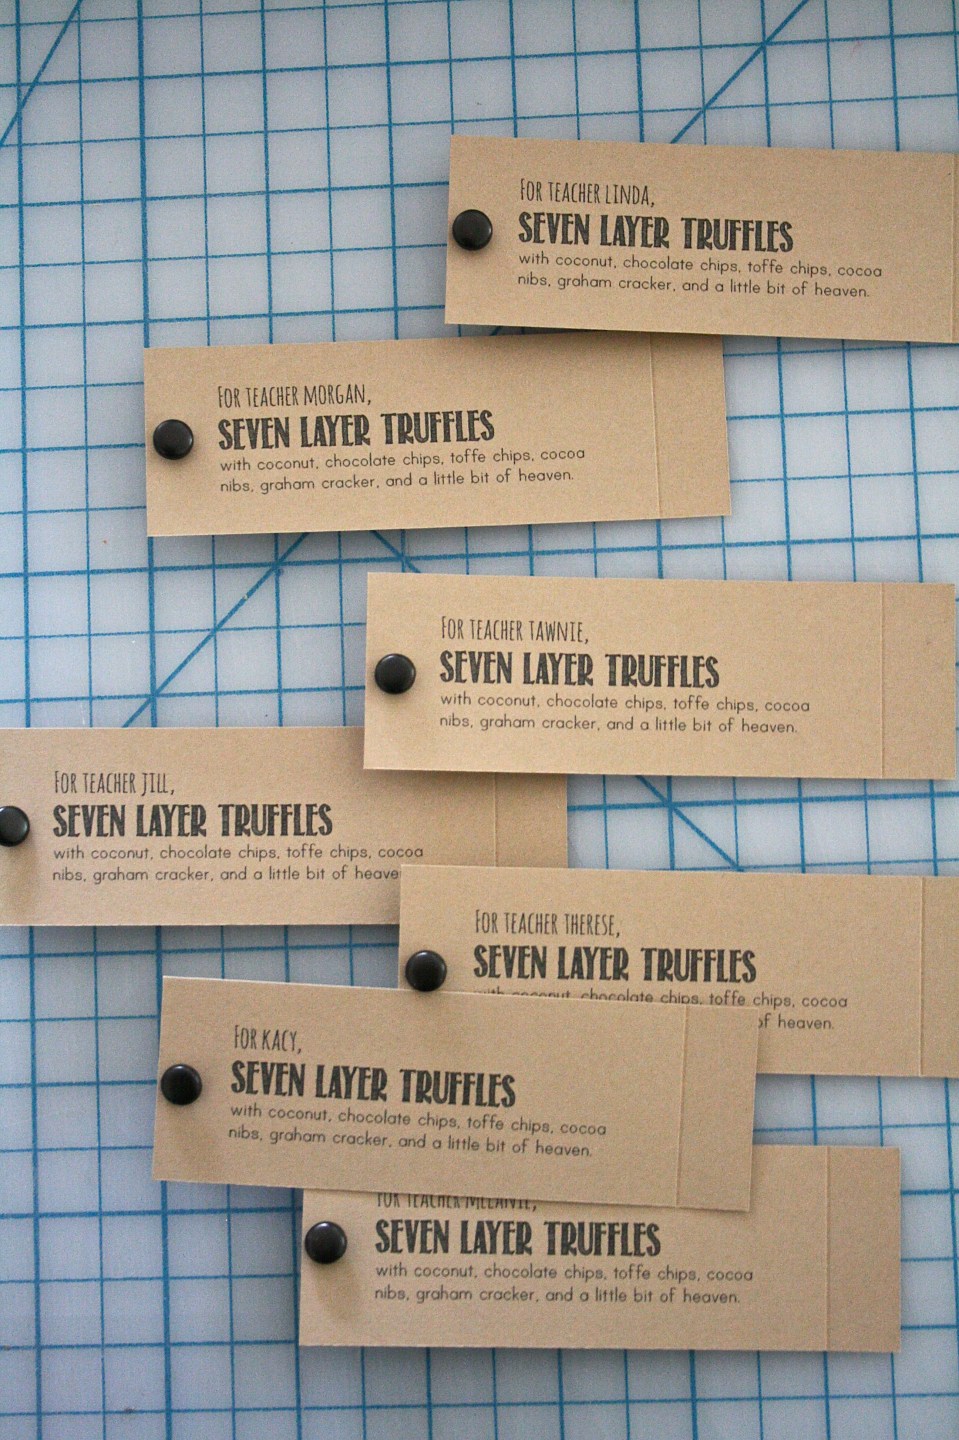 For teacher Linda,
SEVEN LAYER TRUFFLES
with coconut, chocolate chips, toffe chips, cocoa
nibs, graham cracker, and a little bit of heaven.
For teacher Morgan,
SEVEN LAYER TRUFFLES
with coconut, chocolate chips, toffe chips, cocoa
nibs, graham cracker, and a little bit of heaven.
For teacher Tawnie,
SEVEN LAYER TRUFFLES
with coconut, chocolate chips, toffe chips, cocoa
nibs, graham cracker, and a little bit of heaven.
For teacher Jill,
SEVEN LAYER TRUFFLES
with coconut, chocolate chips, toffe chips, cocoa
nibs, graham cracker, and a little bit of heave
For teacher Therese,
SEVEN LAYER TRUFFLES
with coconut, chocolate chips, toffe chips, cocoa
of heaven.
For Kacy,
SEVEN LAYER TRUFFLES
with coconut, chocolate chips, toffe chips, cocoa
nibs, graham cracker, and a little bit of heaven.
For teacher Melanie,
SEVEN LAYER TRUFFLES
with coconut, chocolate chips, toffe chips, cocoa
nibs, graham cracker, and a little bit of heaven.